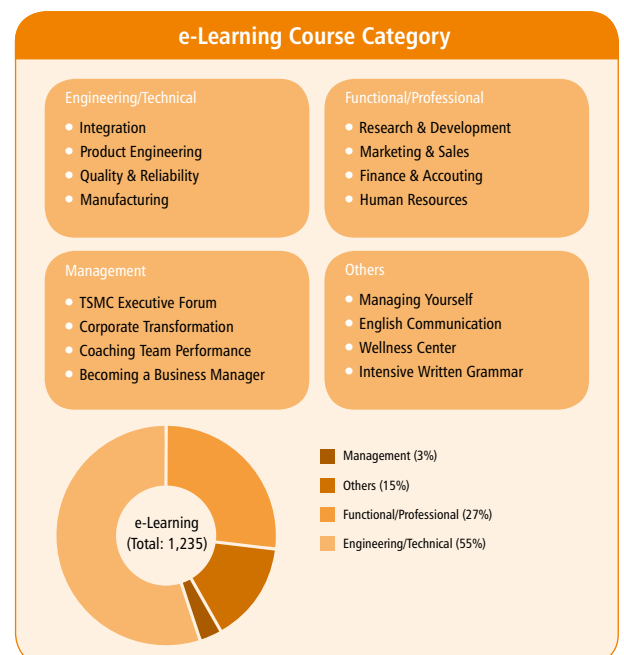 e-Learning Course Category
Engineering/Technical
Integration
Product Engineering
Quality & Reliability
Manufacturing
Functional/Professional
Research & Development
Marketing & Sales
Finance & Accouting
Human Resources
Management
TSMC Executive Forum
Corporate Transformation
Coaching Team Performance
Becoming a Business Manager
Others
Managing Yourself
English Communication
Wellness Center
Intensive Written Grammar
e-Learning
(Total: 1,235)
Management (3%)
Others (15%)
Functional/Professional (27%)
Engineering/Technical (55%)